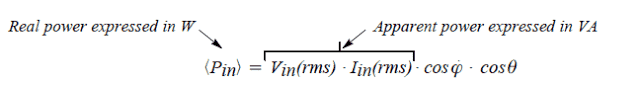 Real power expressed in W Apparent power expressed in VA
⟨Pin⟩ = Vin(rms) · Iin(rms) · cosφ · cosθ